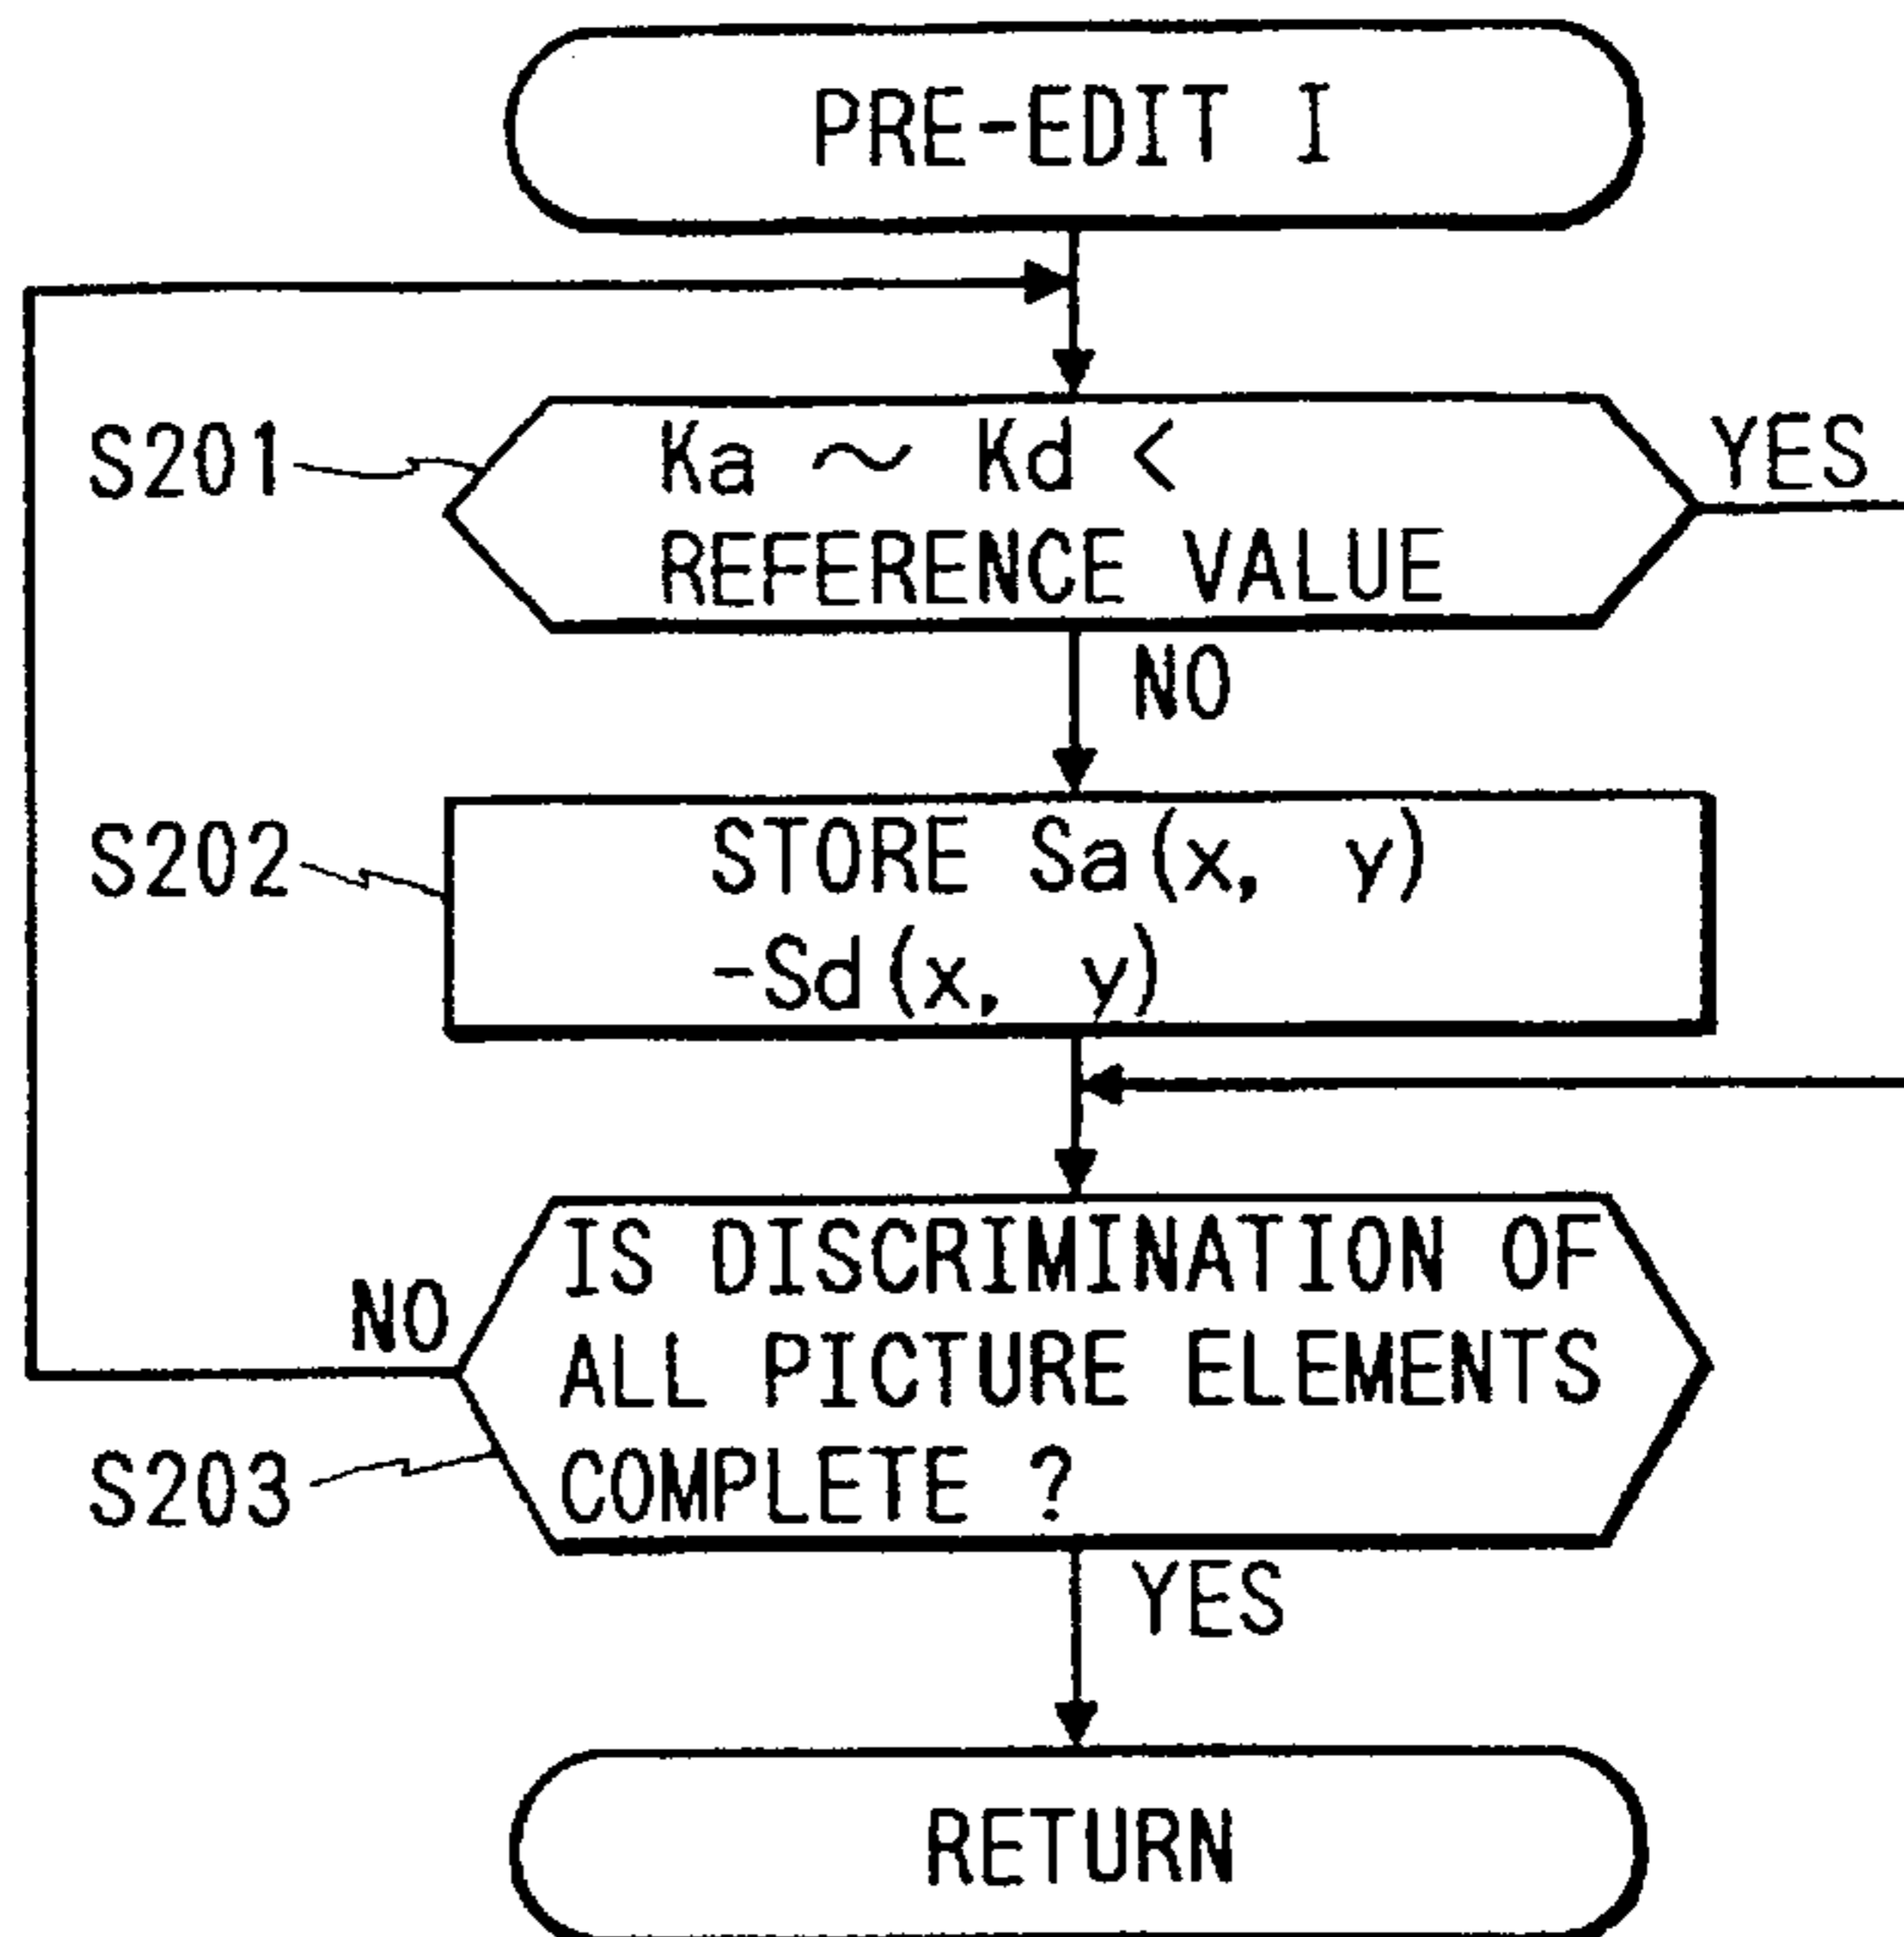 PRE-EDIT I
S201
Ka ~ Kd <
REFERENCE VALUE
YES
NO
S202
STORE Sa(x, y)
-Sd(x, y)
IS DISCRIMINATION OF
ALL PICTURE ELEMENTS
COMPLETE ?
NO
S203
YES
RETURN